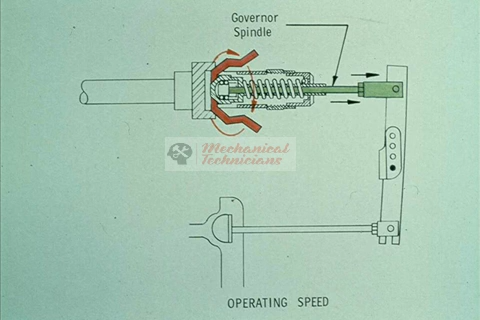 Governor
Spindle
Mechanical
Technicians
OPERATING SPEED